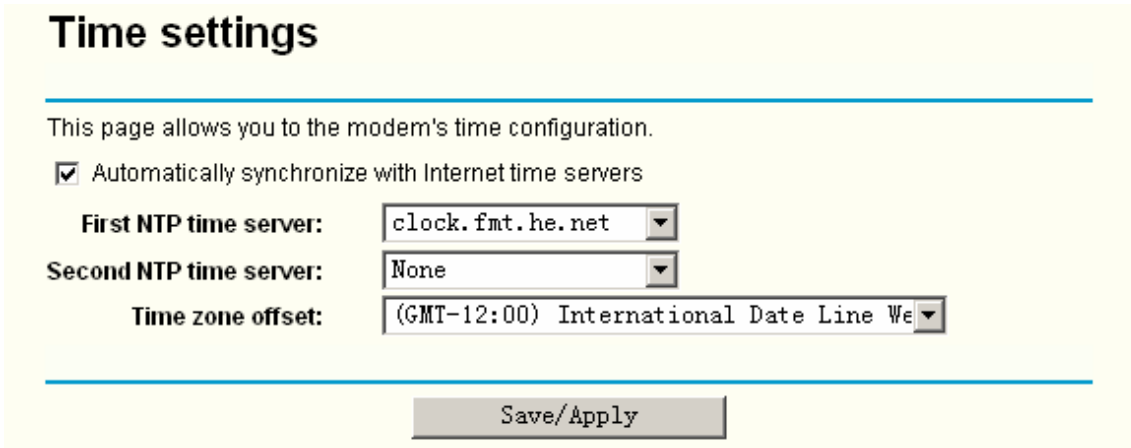 Time settings
This page allows you to the modem's time configuration.
Automatically synchronize with Internet time servers
First NTP time server: clock.fmt.he.net
Second NTP time server: None
Time zone offset: (GMT-12:00) International Date Line We
Save/Apply